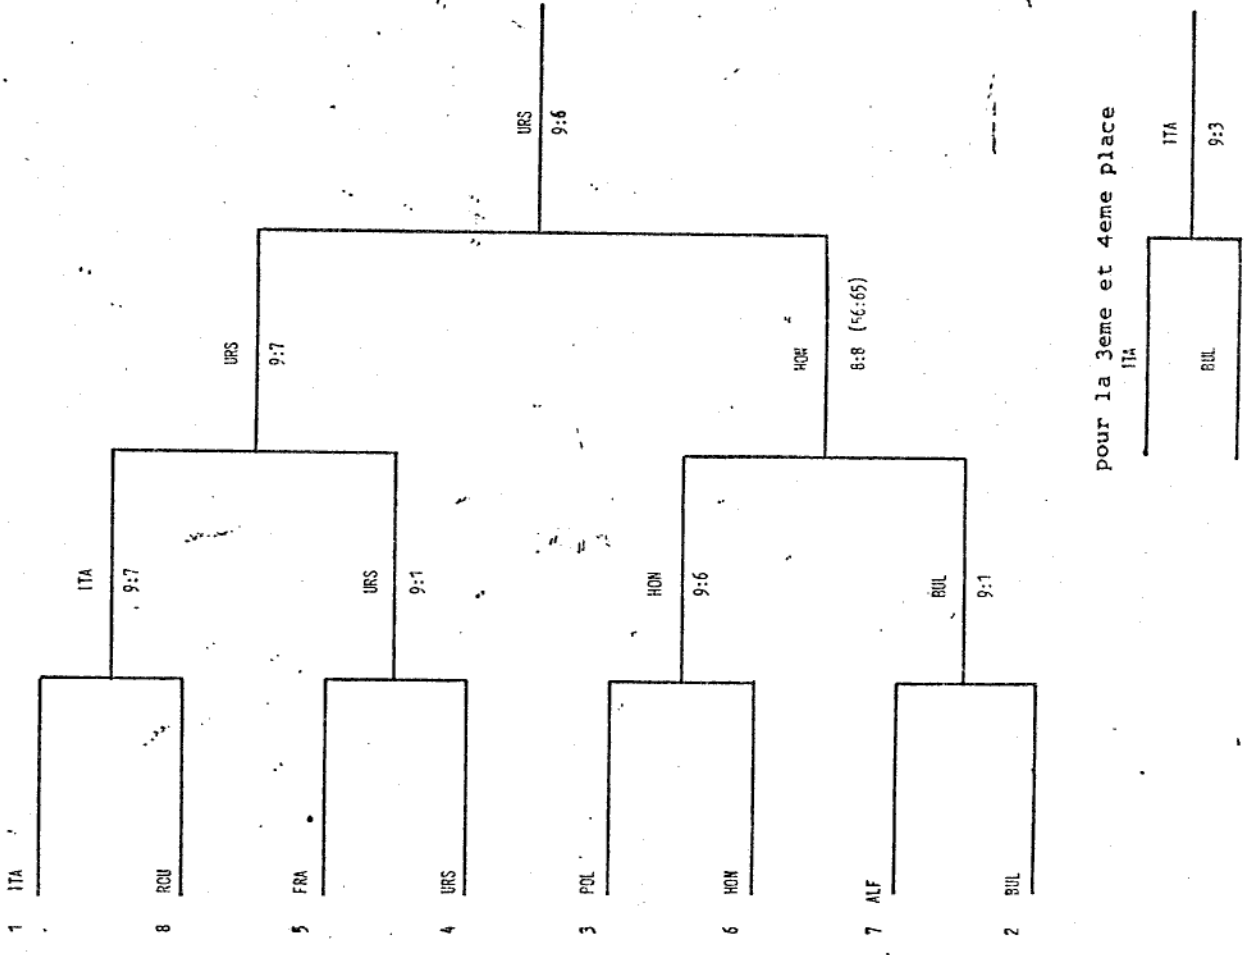 1 ITA
8 ROU
5 FRA
4 URS
3 POL
6 HON
7 ALF
2 BUL
ITA
9:7
URS
9:1
HON
9:6
BUL
9:1
URS
9:7
HON
8:8 (56:65)
URS
9:6
pour la 3eme et 4eme place
ITA
BUL
ITA
9:3